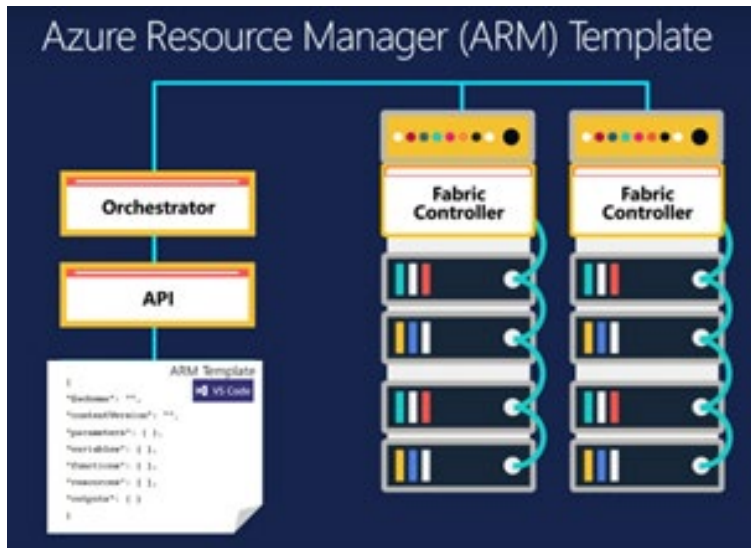 Azure Resource Manager (ARM) Template
Orchestrator
API
Fabric
Controller
Fabric
Controller
ARM Template
VS Code
{
"$schema": "",
"contentVersion": "",
"parameters": { },
"variables": { },
"functions": { },
"resources": { },
"outputs": { }
}